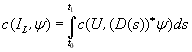 c(I_L, ψ) = ∫_{t_0}^{t_1} c(U, (D(s))^* ψ)ds